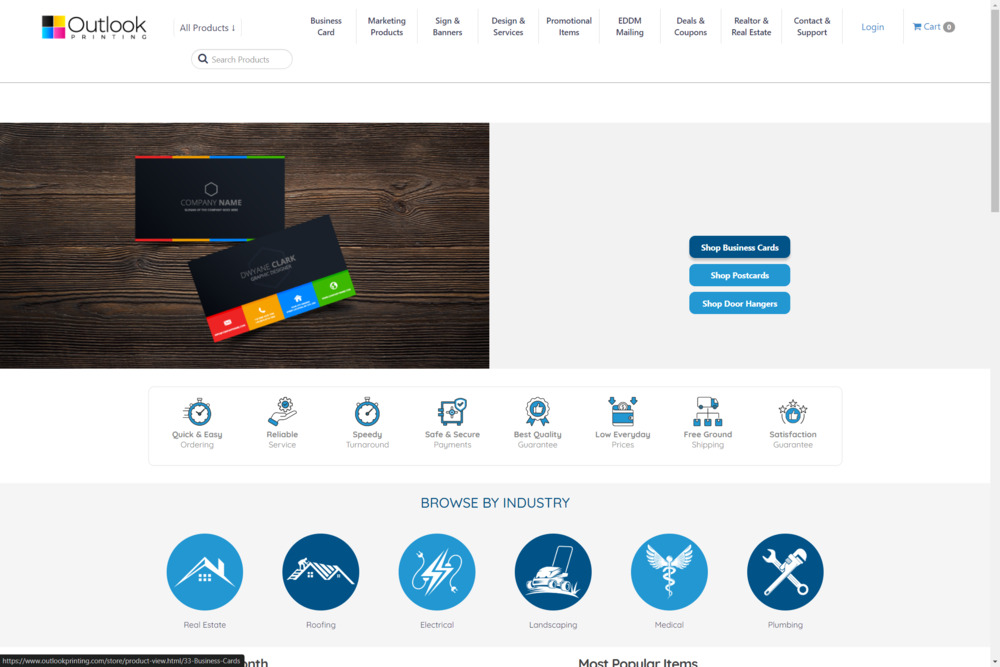 Outlook
PRINTING
All Products ↓
Business
Card
Marketing
Products
Sign &
Banners
Design &
Services
Promotional
Items
EDDM
Mailing
Deals &
Coupons
Realtor &
Real Estate
Contact &
Support
Login
Cart 0
Search Products
COMPANY NAME
DWYANE CLARK
GRAPHIC DESIGNER
Shop Business Cards
Shop Postcards
Shop Door Hangers
Quick & Easy
Ordering
Reliable
Service
Speedy
Turnaround
Safe & Secure
Payments
Best Quality
Guarantee
Low Everyday
Prices
Free Ground
Shipping
Satisfaction
Guarantee
BROWSE BY INDUSTRY
Real Estate
Roofing
Electrical
Landscaping
Medical
Plumbing
https://www.outlookprinting.com/store/product-view.html/33-Business-Cards
Most Popular Items